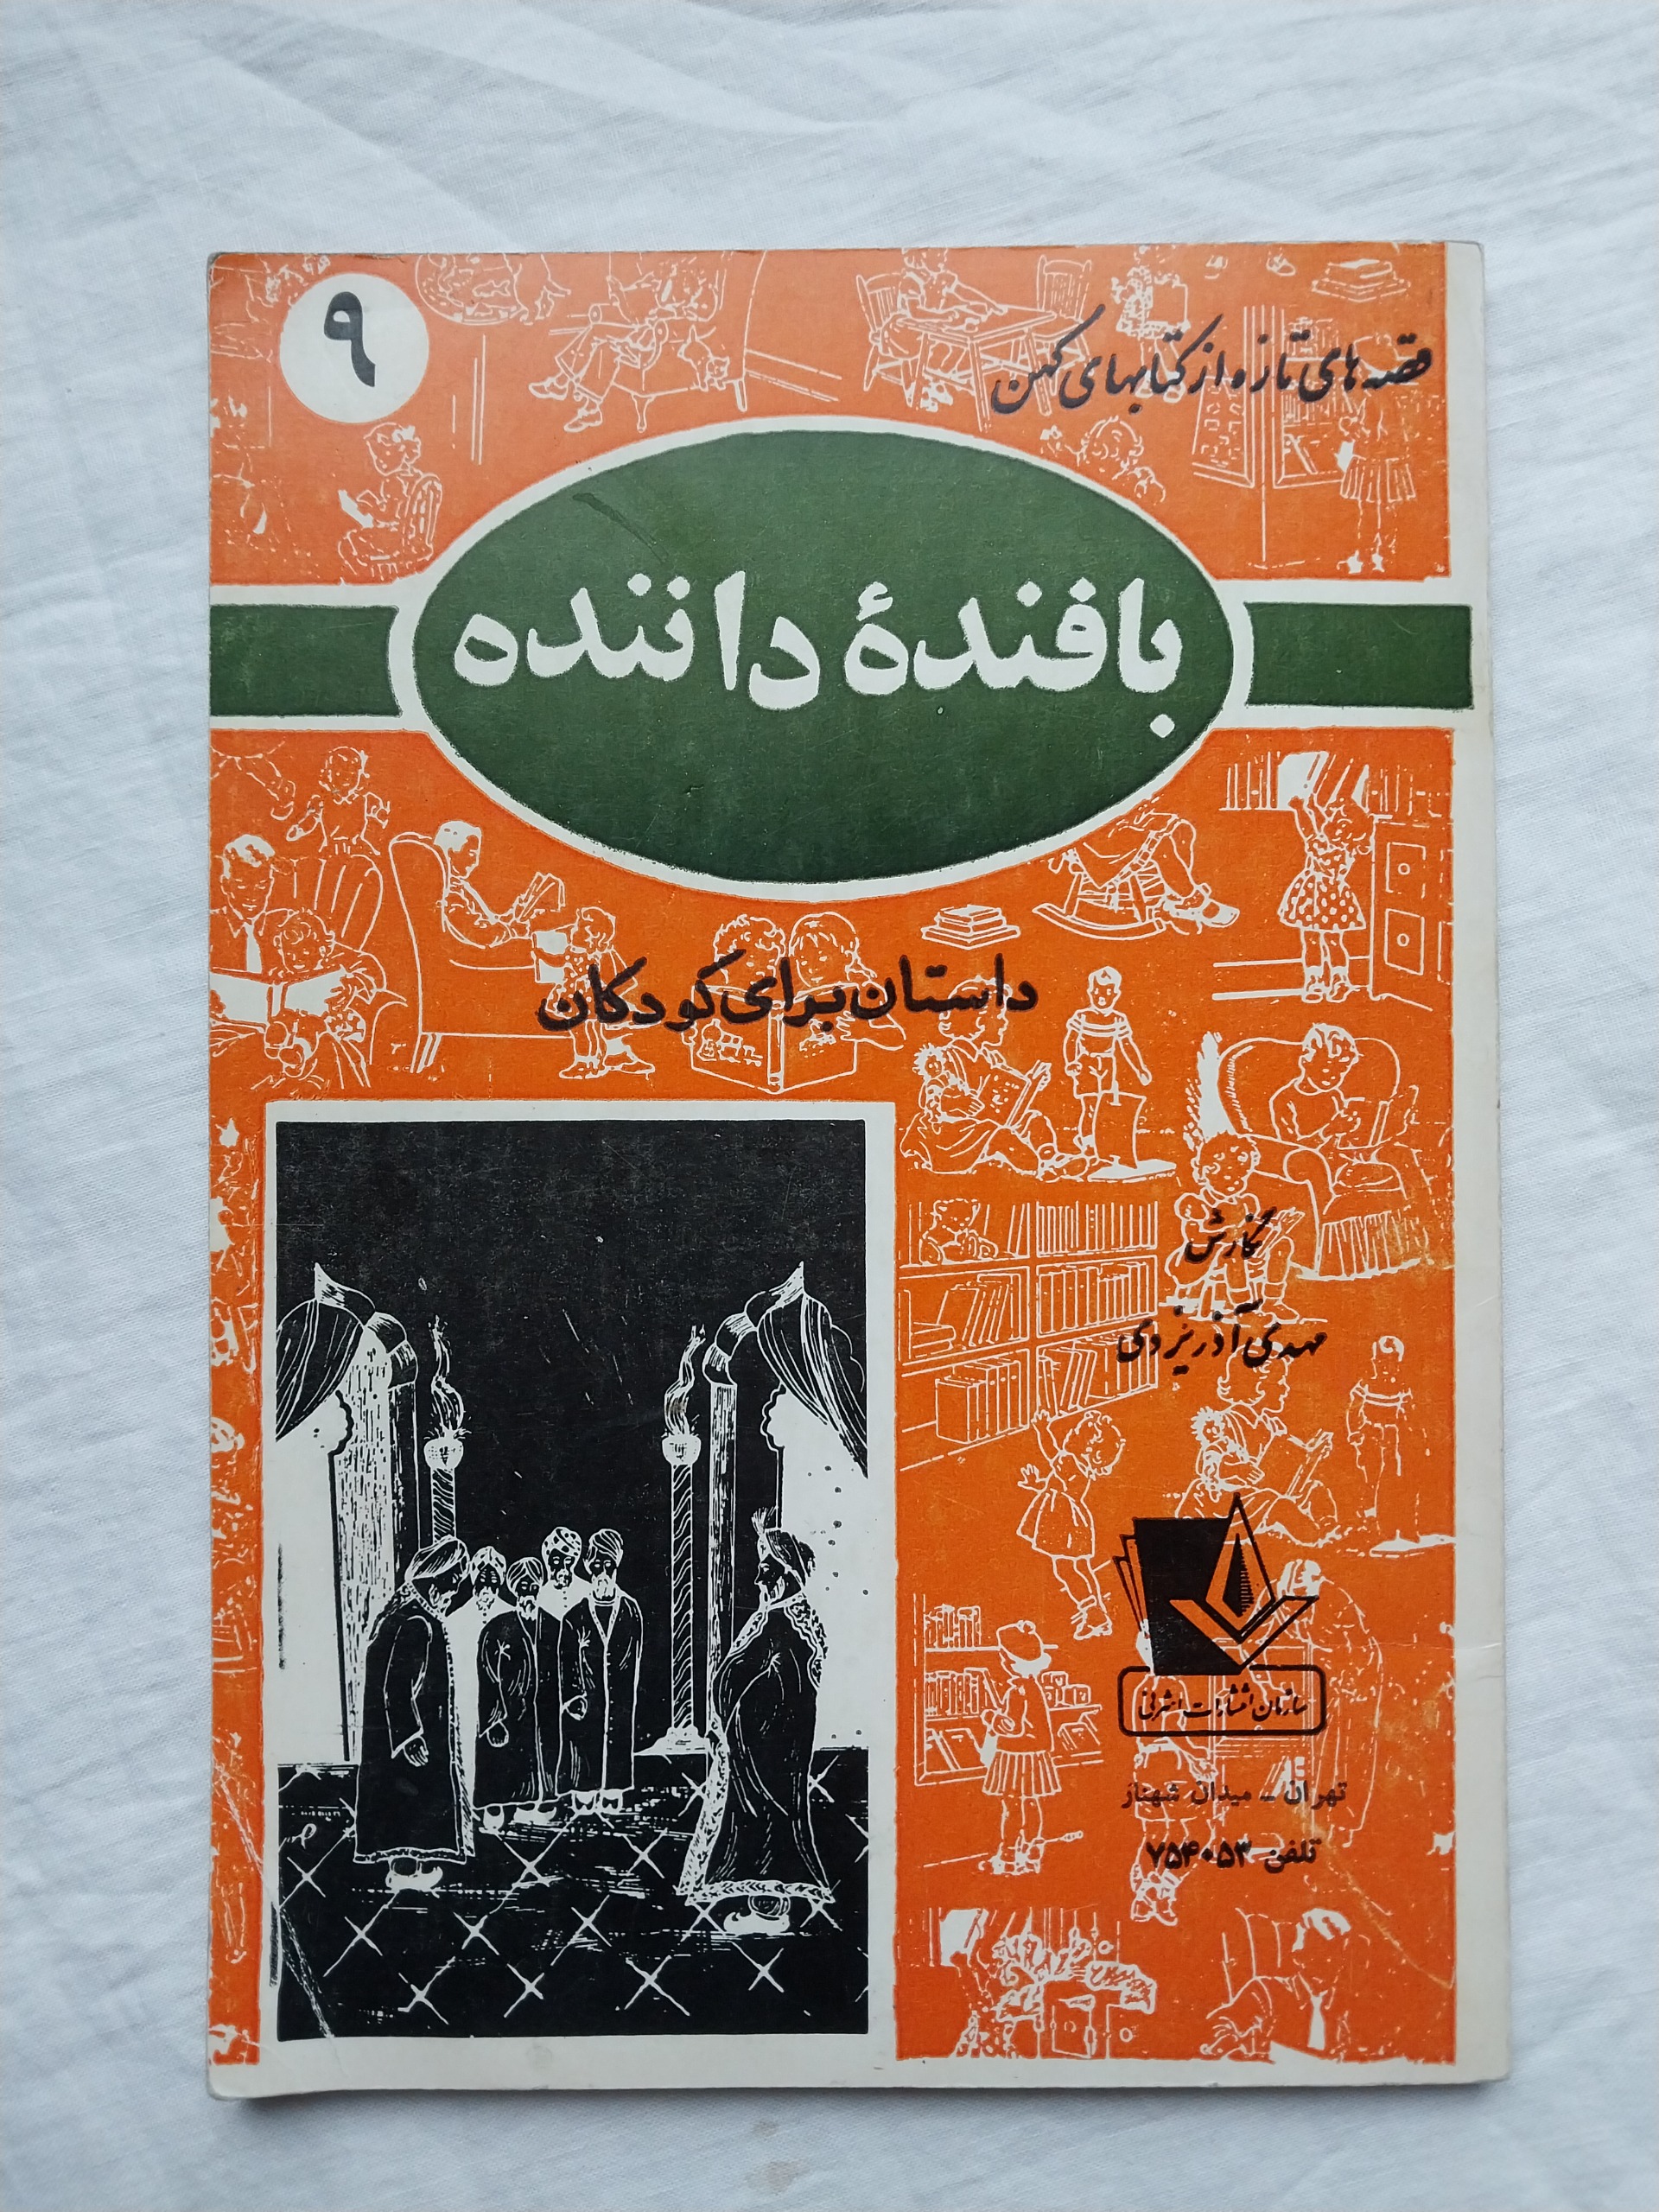 ۹
قصه های تازه از کتابهای کهن
بافندهٔ داننده
داستان برای کودکان
نگارش
مهدی آذریزدی
سازمان انتشارات اشرفی
تهران - میدان شهناز
تلفن ۷۵۴۰۵۳